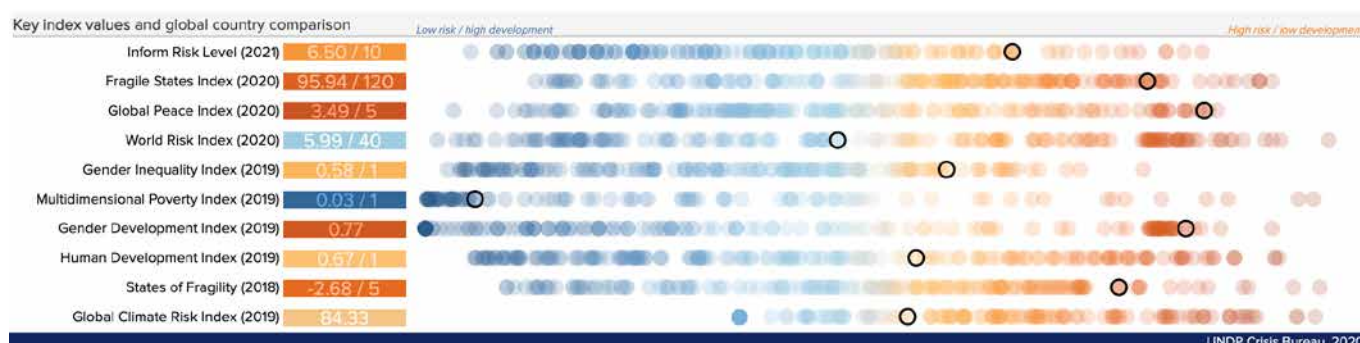 Key index values and global country comparison
Low risk / high development
High risk / low developmen
Inform Risk Level (2021) 6.50 / 10
Fragile States Index (2020) 95.94 / 120
Global Peace Index (2020) 3.49 / 5
World Risk Index (2020) 5.99 / 40
Gender Inequality Index (2019) 0.58 / 1
Multidimensional Poverty Index (2019) 0.03 / 1
Gender Development Index (2019) 0.77
Human Development Index (2019) 0.67 / 1
States of Fragility (2018) -2.68 / 5
Global Climate Risk Index (2019) 84.33
UNDP Crisis Bureau, 2020